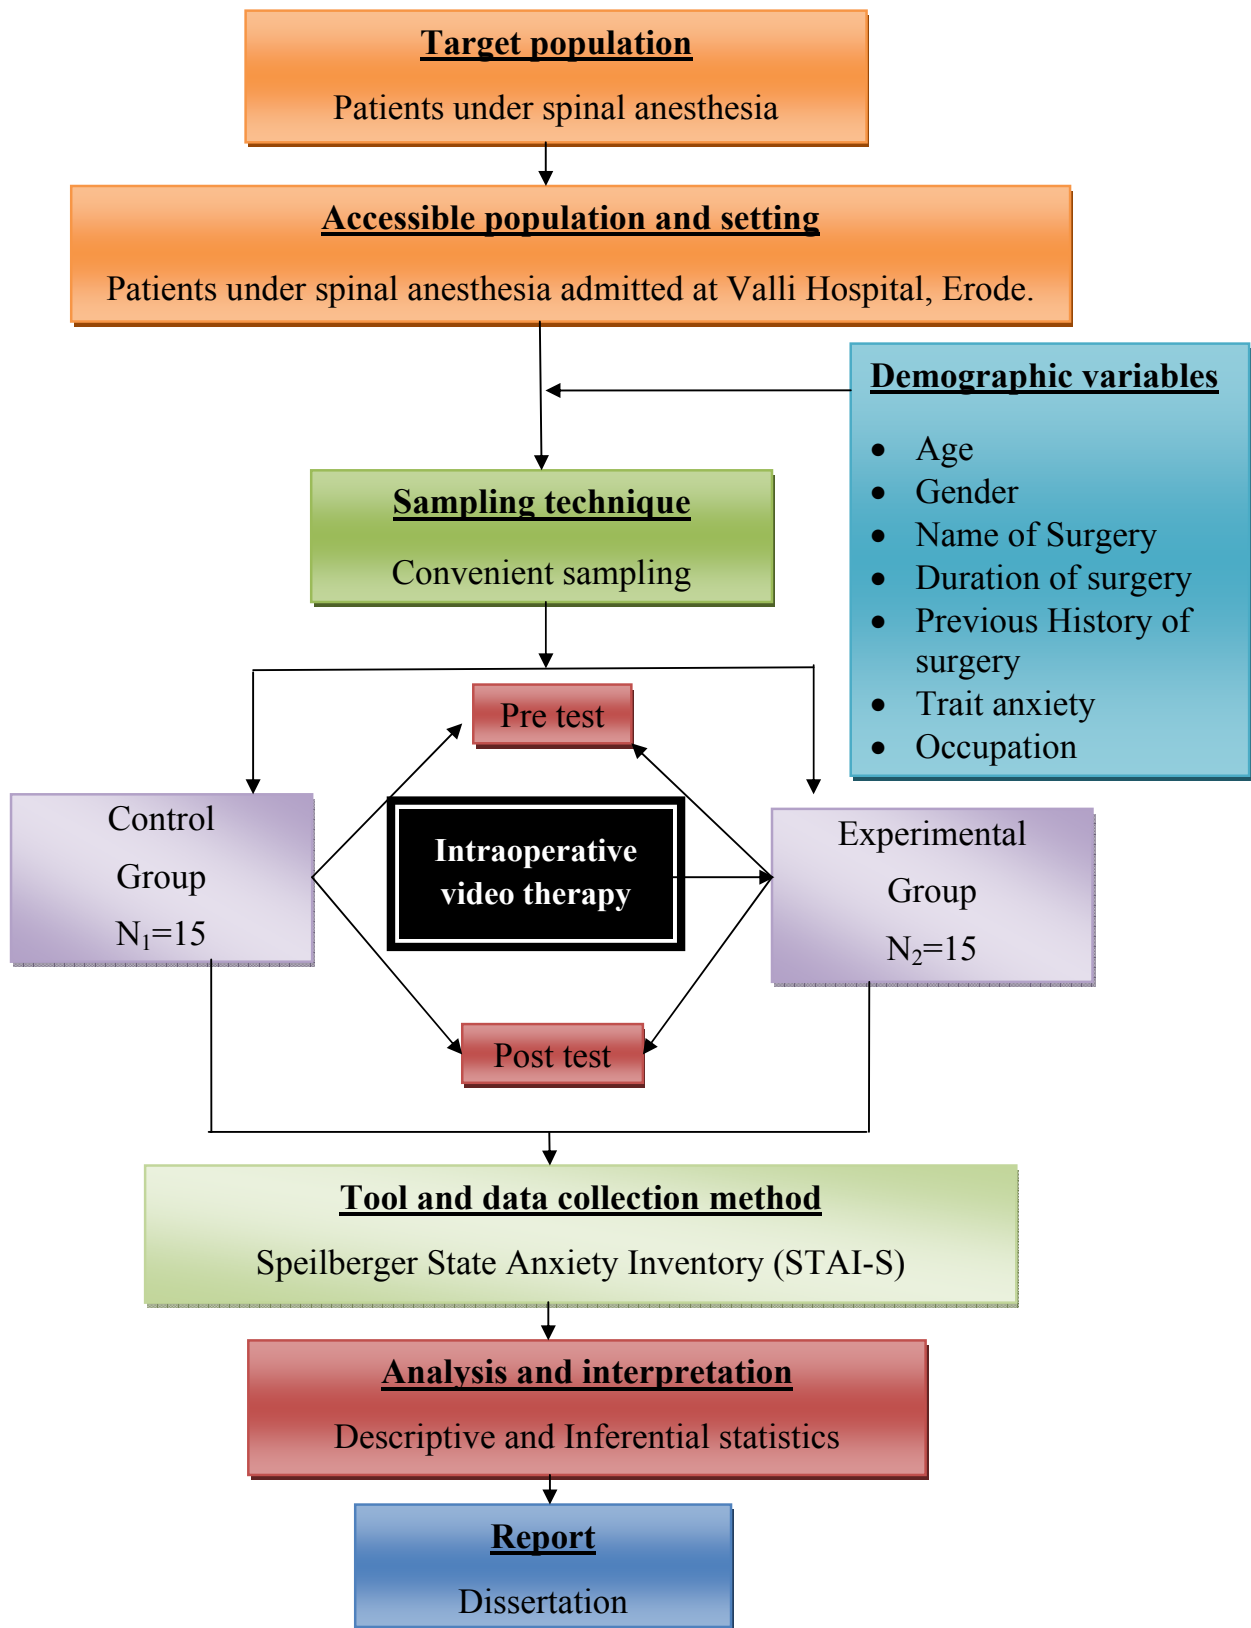 Target population
Patients under spinal anesthesia
Accessible population and setting
Patients under spinal anesthesia admitted at Valli Hospital, Erode.
Demographic variables
• Age
• Gender
• Name of Surgery
• Duration of surgery
• Previous History of
surgery
• Trait anxiety
• Occupation
Sampling technique
Convenient sampling
Pre test
Control
Group
N₁=15
Intraoperative
video therapy
Experimental
Group
N₂=15
Post test
Tool and data collection method
Speilberger State Anxiety Inventory (STAI-S)
Analysis and interpretation
Descriptive and Inferential statistics
Report
Dissertation